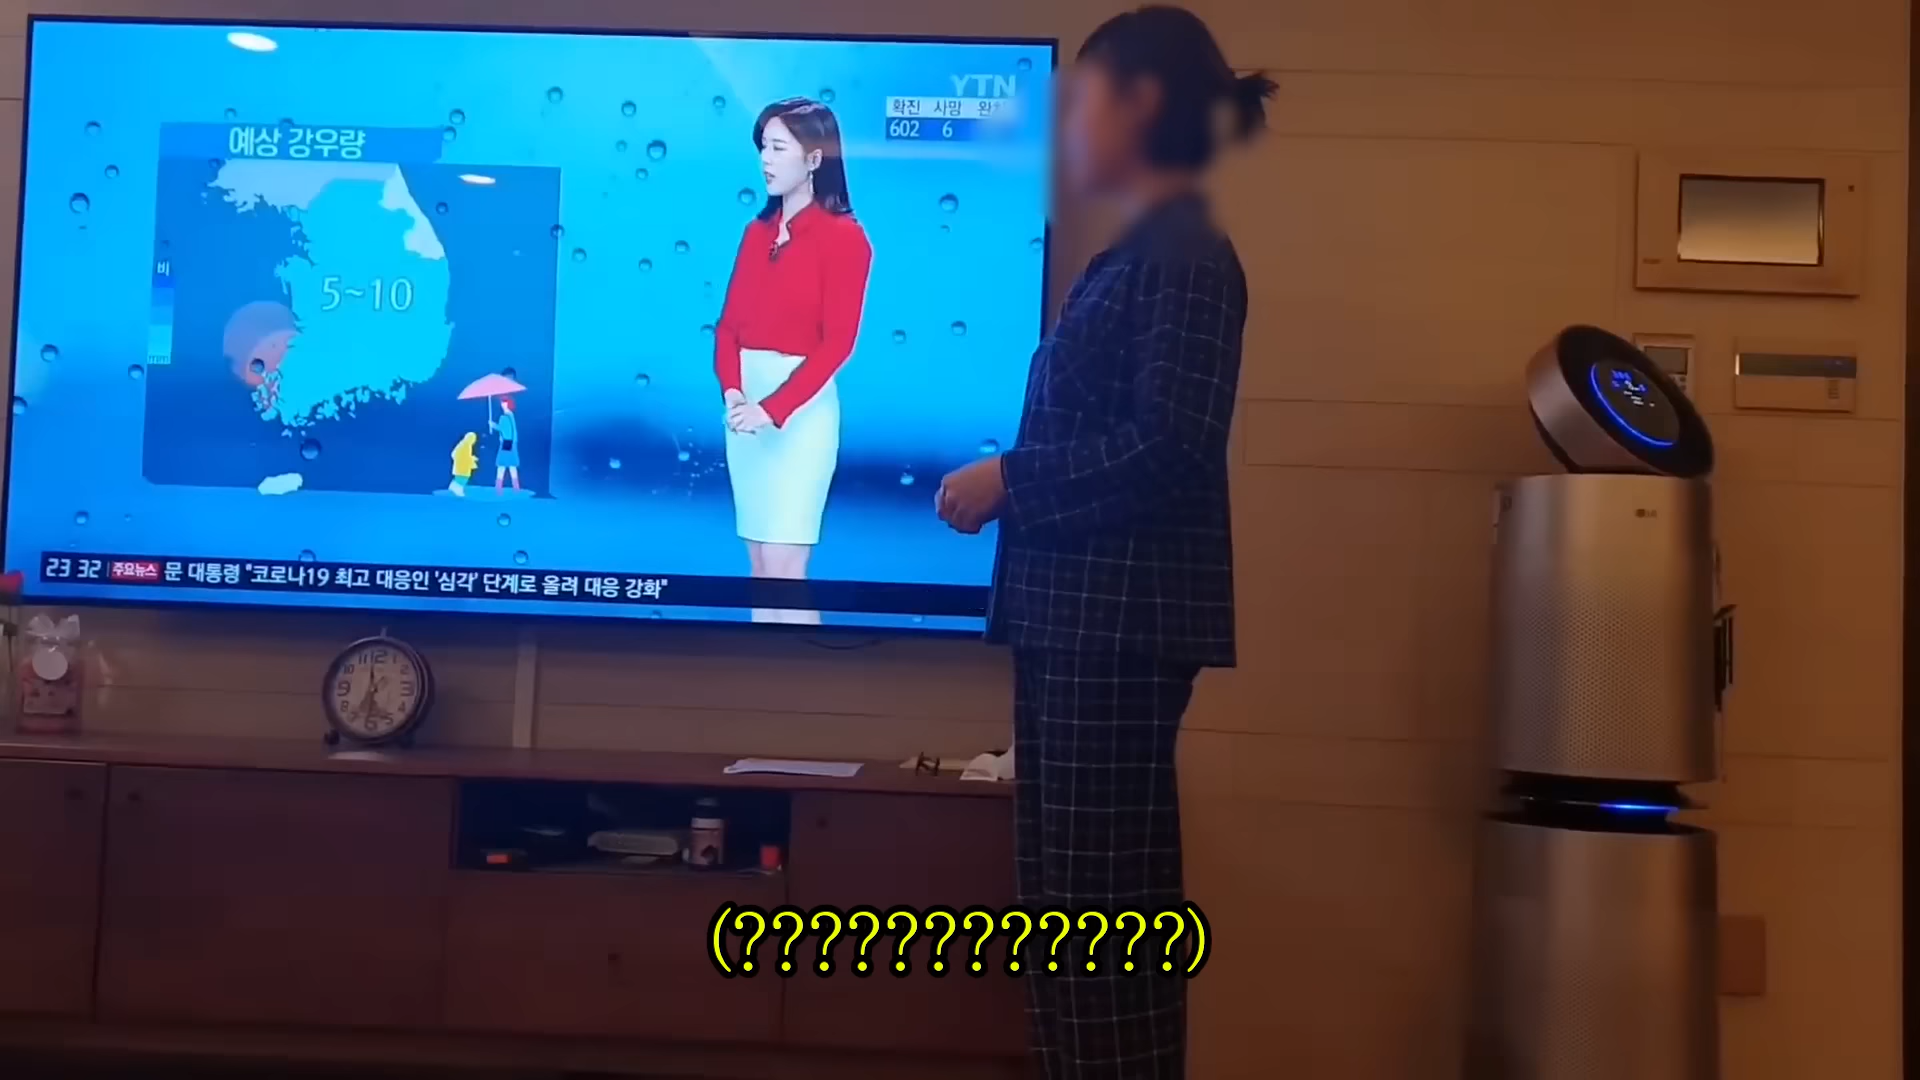 YTN
확진 사망
602 6
예상 강우량
비
5~10
mm
23 32 주요뉴스 문 대통령 "코로나19 최고 대응인 '심각' 단계로 올려 대응 강화"
LG
(????????????)